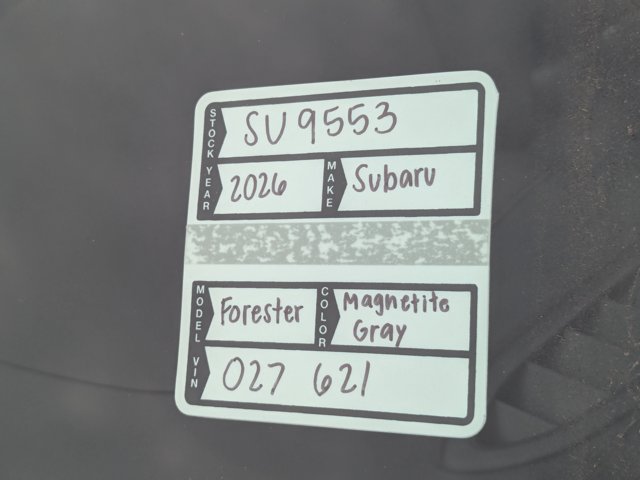 STOCK SU9553
YEAR 2026 MAKE Subaru
MODEL Forester COLOR Magnetite Gray
VIN 027 621